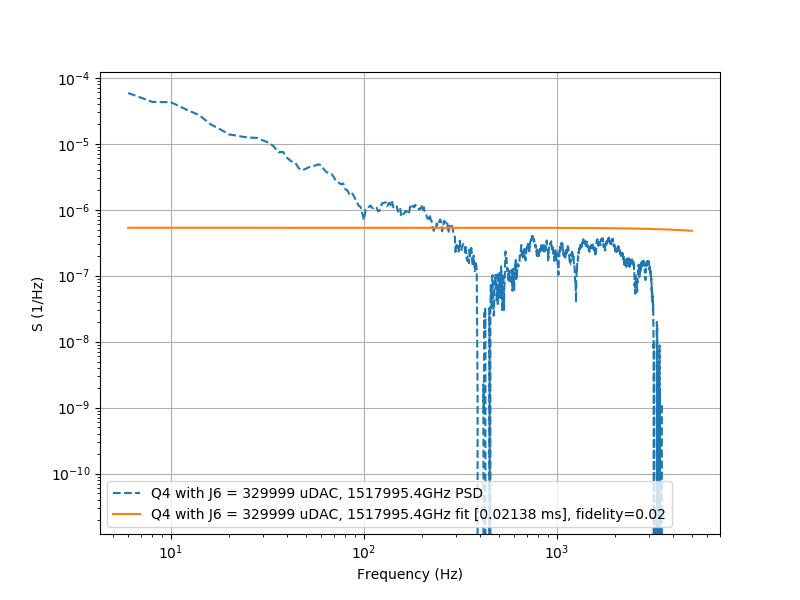 10⁻⁴
10⁻⁵
10⁻⁶
10⁻⁷
10⁻⁸
10⁻⁹
10⁻¹⁰
S (1/Hz)
Q4 with J6 = 329999 uDAC, 1517995.4GHz PSD
Q4 with J6 = 329999 uDAC, 1517995.4GHz fit [0.02138 ms], fidelity=0.02
10¹ 10² 10³
Frequency (Hz)